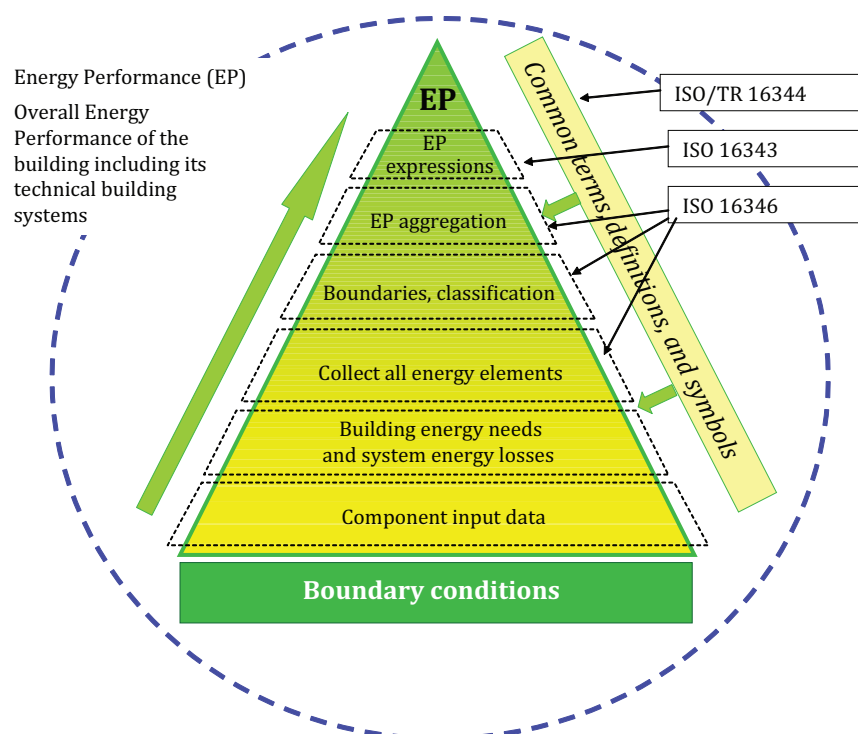 Energy Performance (EP)
Overall Energy
Performance of the
building including its
technical building
systems
EP
EP
expressions
EP aggregation
Boundaries, classification
Collect all energy elements
Building energy needs
and system energy losses
Component input data
Boundary conditions
Common terms, definitions, and symbols
ISO/TR 16344
ISO 16343
ISO 16346